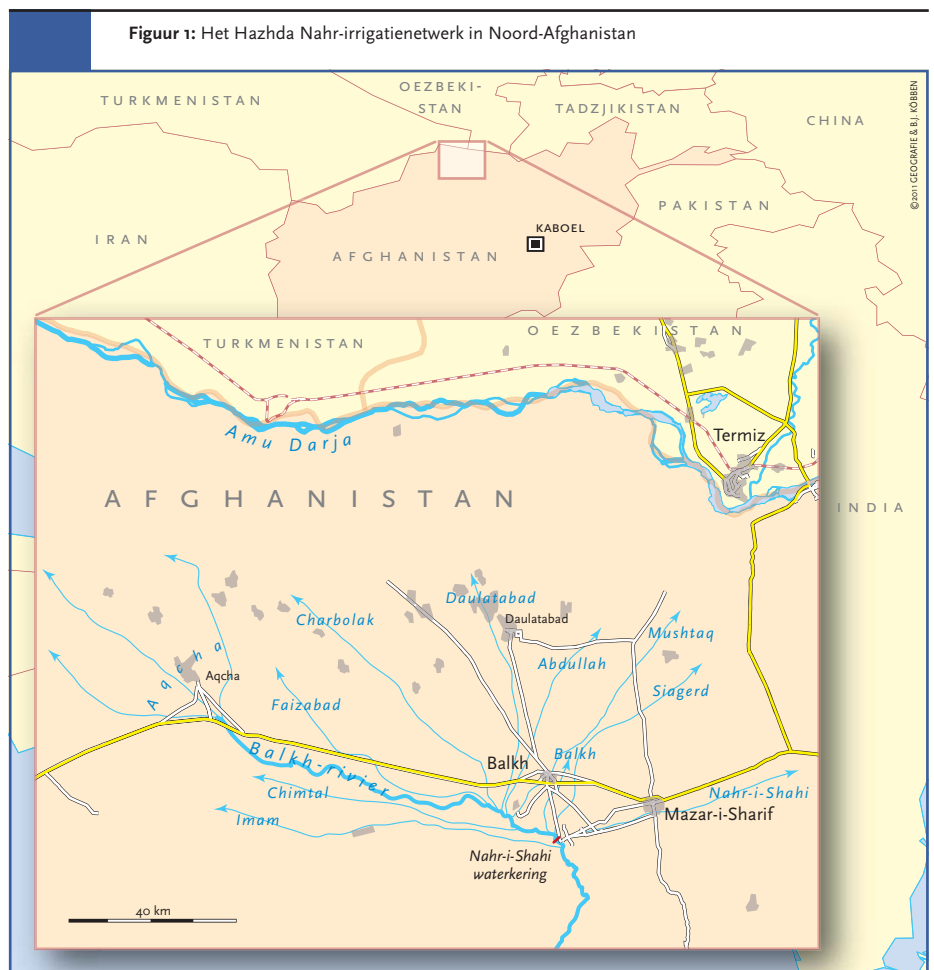 Figuur 1: Het Hazhda Nahr-irrigatienetwerk in Noord-Afghanistan
©2011 GEOGRAFIE & B.J. KÖBBEN
TURKMENISTAN
OEZBEKI-
STAN
TADZJIKISTAN
CHINA
IRAN
AFGHANISTAN
KABOEL
PAKISTAN
INDIA
TURKMENISTAN
OEZBEKISTAN
Amu Darja
Termiz
AFGHANISTAN
Daulatabad
Daulatabad
Charbolak
Mushtaq
Abdullah
Aqcha
Aqcha
Siagerd
Faizabad
Balkh-rivier
Balkh
Balkh
Chimtal
Nahr-i-Shahi
Imam
Mazar-i-Sharif
Nahr-i-Shahi
waterkering
40 km